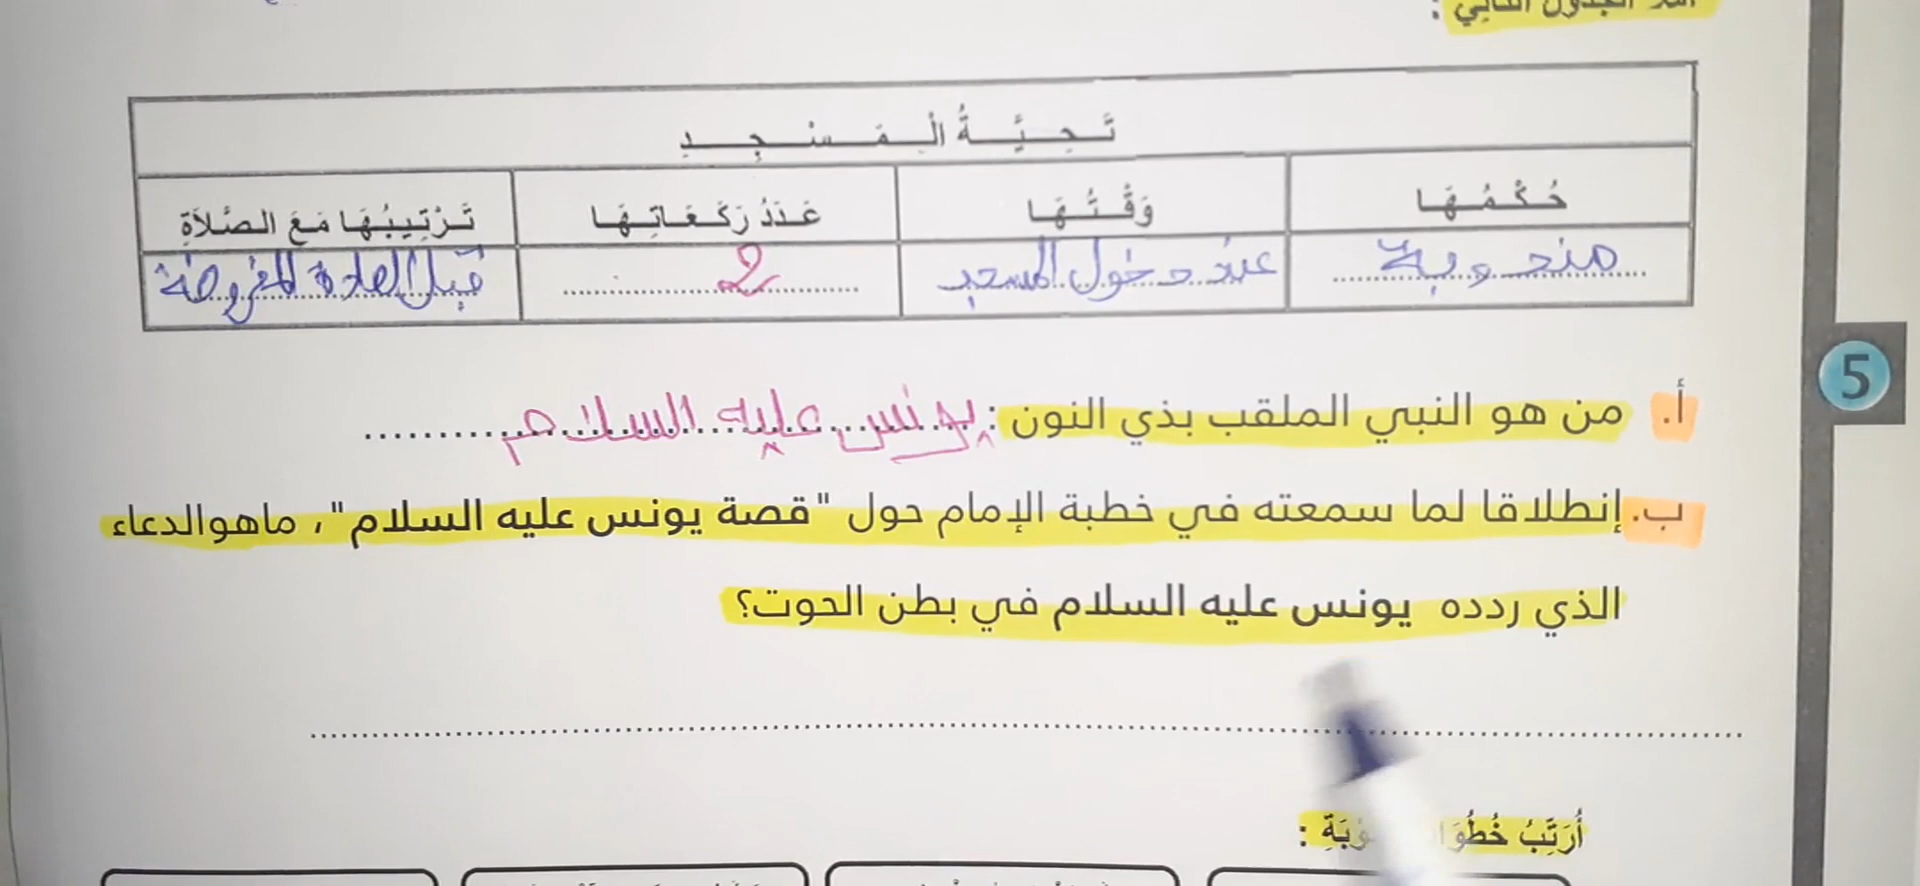 التالي :
تَحِيَّةُ الْمَسْجِدِ
حُكْمُهَا وَقْتُهَا عَدَدُ رَكَعَاتِهَا تَرْتِيبُهَا مَعَ الصَّلَاةِ
مندوبة عند دخول المسجد 2 قبل الصلاة المفروضة
5
أ. من هو النبي الملقب بذي النون : يونس عليه السلام
ب. إنطلاقا لما سمعته في خطبة الإمام حول "قصة يونس عليه السلام"، ماهوالدعاء
الذي ردده يونس عليه السلام في بطن الحوت؟
أُرَتِّبُ :